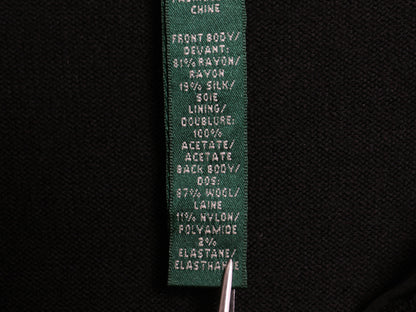 CHINE
FRONT BODY/
DEVANT:
81% RAYON/
RAYON
19% SILK/
SOIE
LINING/
DOUBLURE:
100%
ACETATE/
ACETATE
BACK BODY/
DOS:
87% WOOL/
LAINE
11% NYLON/
POLYAMIDE
2%
ELASTANE/
ELASTHANNE